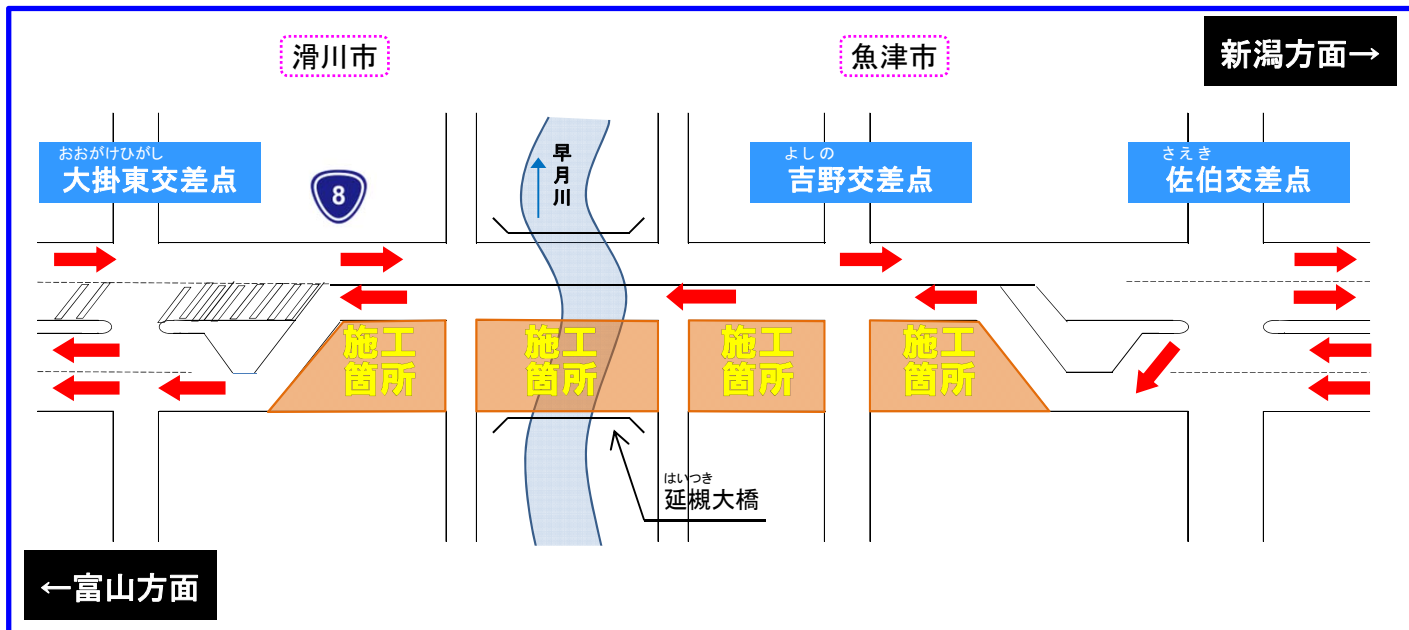 滑川市
魚津市
新潟方面→
おおがけひがし
大掛東交差点
8
早月川
よしの
吉野交差点
さえき
佐伯交差点
施工
箇所
施工
箇所
施工
箇所
施工
箇所
はいつき
延槻大橋
←富山方面